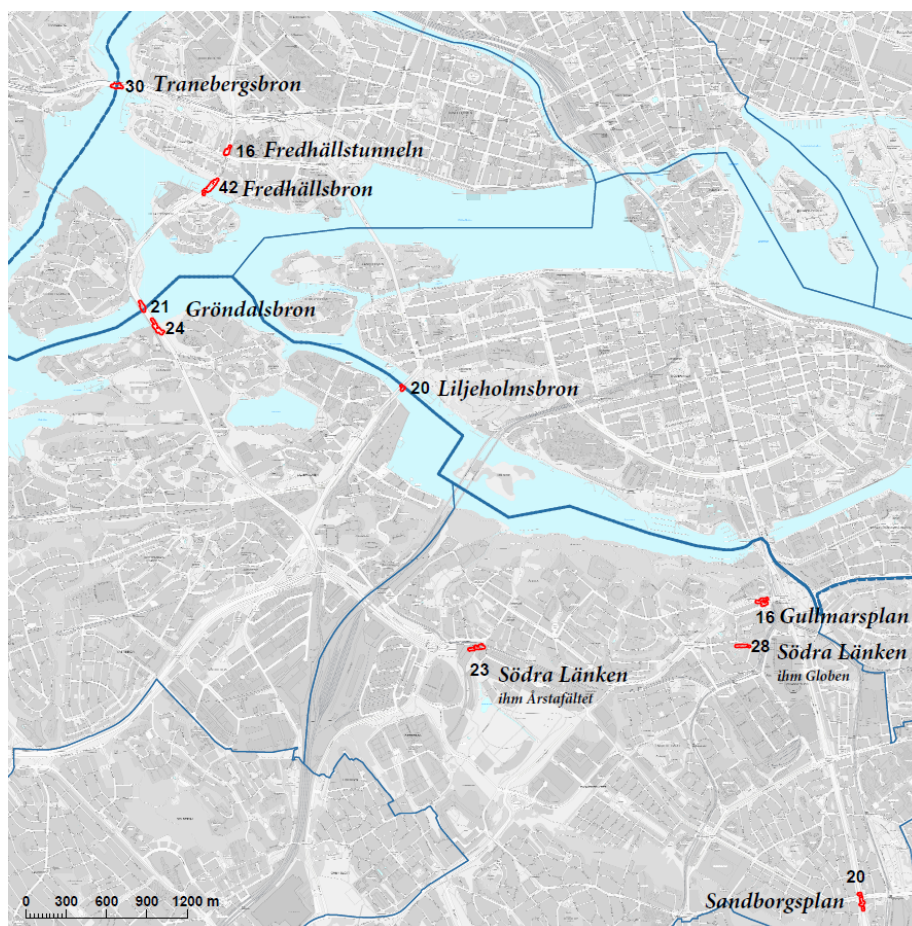 30 Tranebergsbron
16 Fredhällstunneln
42 Fredhällsbron
21
Gröndalsbron
24
20 Liljeholmsbron
16 Gullmarsplan
28 Södra Länken
ihm Globen
23 Södra Länken
ihm Årstafältet
20
Sandborgsplan
0 300 600 900 1200 m